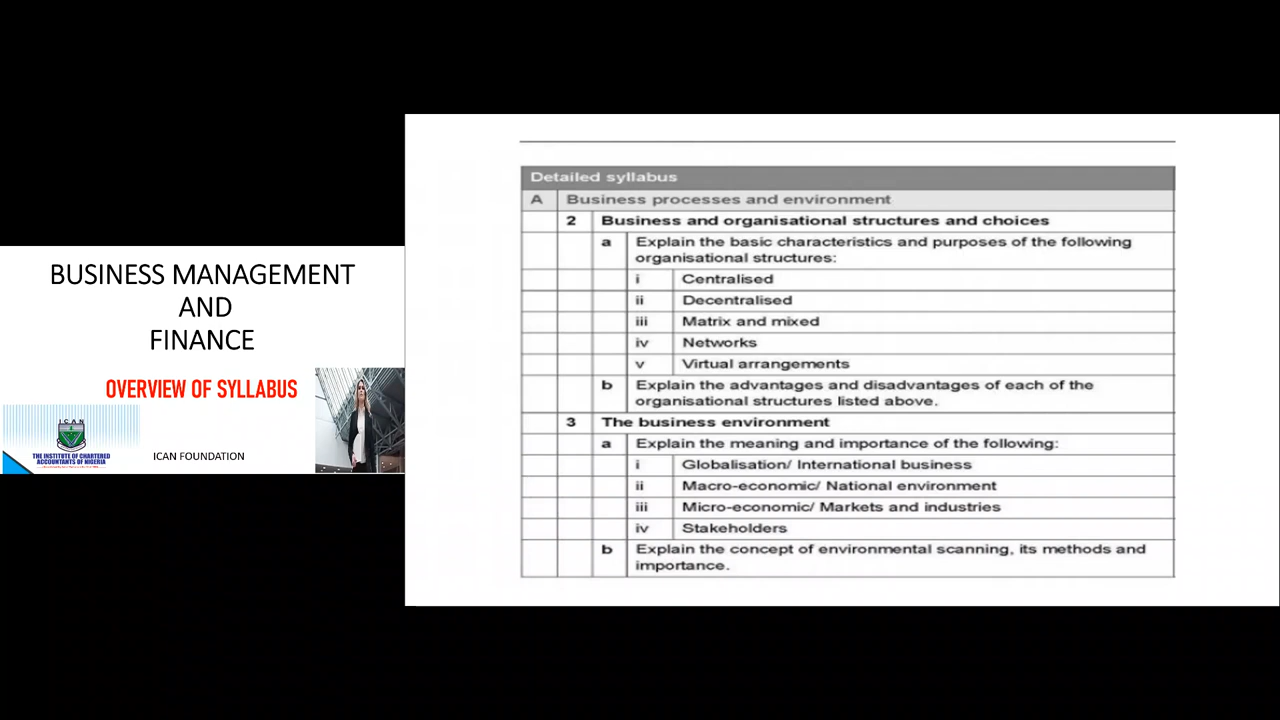 BUSINESS MANAGEMENT
AND
FINANCE
OVERVIEW OF SYLLABUS
ICAN
THE INSTITUTE OF CHARTERED
ACCOUNTANTS OF NIGERIA
ICAN FOUNDATION
Detailed syllabus
A Business processes and environment
2 Business and organisational structures and choices
a Explain the basic characteristics and purposes of the following
organisational structures:
i Centralised
ii Decentralised
iii Matrix and mixed
iv Networks
v Virtual arrangements
b Explain the advantages and disadvantages of each of the
organisational structures listed above.
3 The business environment
a Explain the meaning and importance of the following:
i Globalisation/ International business
ii Macro-economic/ National environment
iii Micro-economic/ Markets and industries
iv Stakeholders
b Explain the concept of environmental scanning, its methods and
importance.